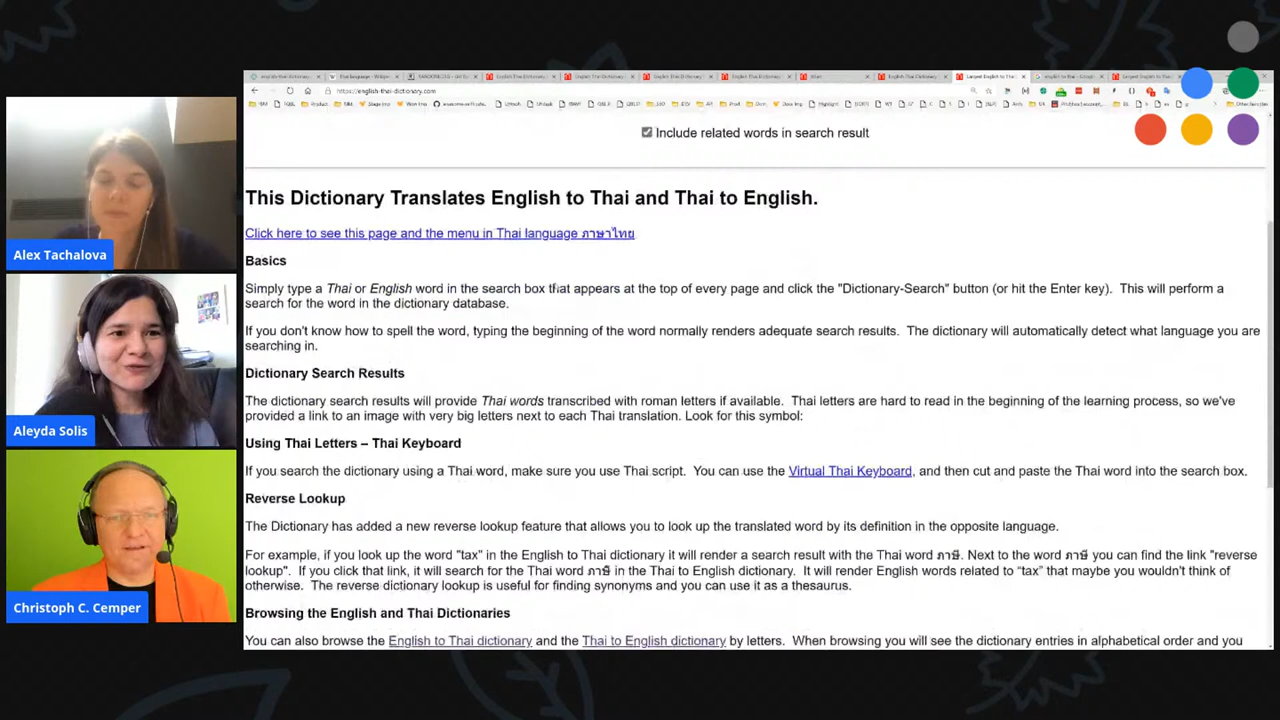 https://english-thai-dictionary.com
Include related words in search result
This Dictionary Translates English to Thai and Thai to English.
Click here to see this page and the menu in Thai language ภาษาไทย
Basics
Simply type a Thai or English word in the search box that appears at the top of every page and click the "Dictionary-Search" button (or hit the Enter key). This will perform a
search for the word in the dictionary database.
If you don't know how to spell the word, typing the beginning of the word normally renders adequate search results. The dictionary will automatically detect what language you are
searching in.
Dictionary Search Results
The dictionary search results will provide Thai words transcribed with roman letters if available. Thai letters are hard to read in the beginning of the learning process, so we've
provided a link to an image with very big letters next to each Thai translation. Look for this symbol:
Using Thai Letters – Thai Keyboard
If you search the dictionary using a Thai word, make sure you use Thai script. You can use the Virtual Thai Keyboard, and then cut and paste the Thai word into the search box.
Reverse Lookup
The Dictionary has added a new reverse lookup feature that allows you to look up the translated word by its definition in the opposite language.
For example, if you look up the word "tax" in the English to Thai dictionary it will render a search result with the Thai word ภาษี. Next to the word ภาษี you can find the link "reverse
lookup". If you click that link, it will search for the Thai word ภาษี in the Thai to English dictionary. It will render English words related to “tax” that maybe you wouldn't think of
otherwise. The reverse dictionary lookup is useful for finding synonyms and you can use it as a thesaurus.
Browsing the English and Thai Dictionaries
You can also browse the English to Thai dictionary and the Thai to English dictionary by letters. When browsing you will see the dictionary entries in alphabetical order and you
Alex Tachalova
Aleyda Solis
Christoph C. Cemper